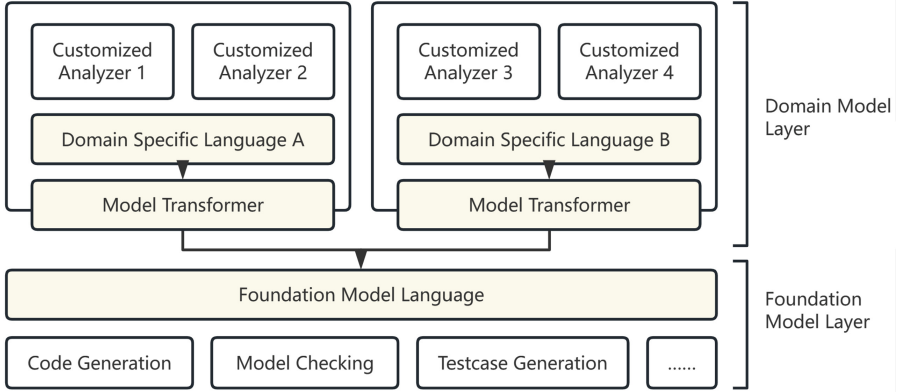 Customized
Analyzer 1
Customized
Analyzer 2
Customized
Analyzer 3
Customized
Analyzer 4
Domain Specific Language A
Domain Specific Language B
Model Transformer
Model Transformer
Domain Model
Layer
Foundation Model Language
Code Generation
Model Checking
Testcase Generation
......
Foundation
Model Layer